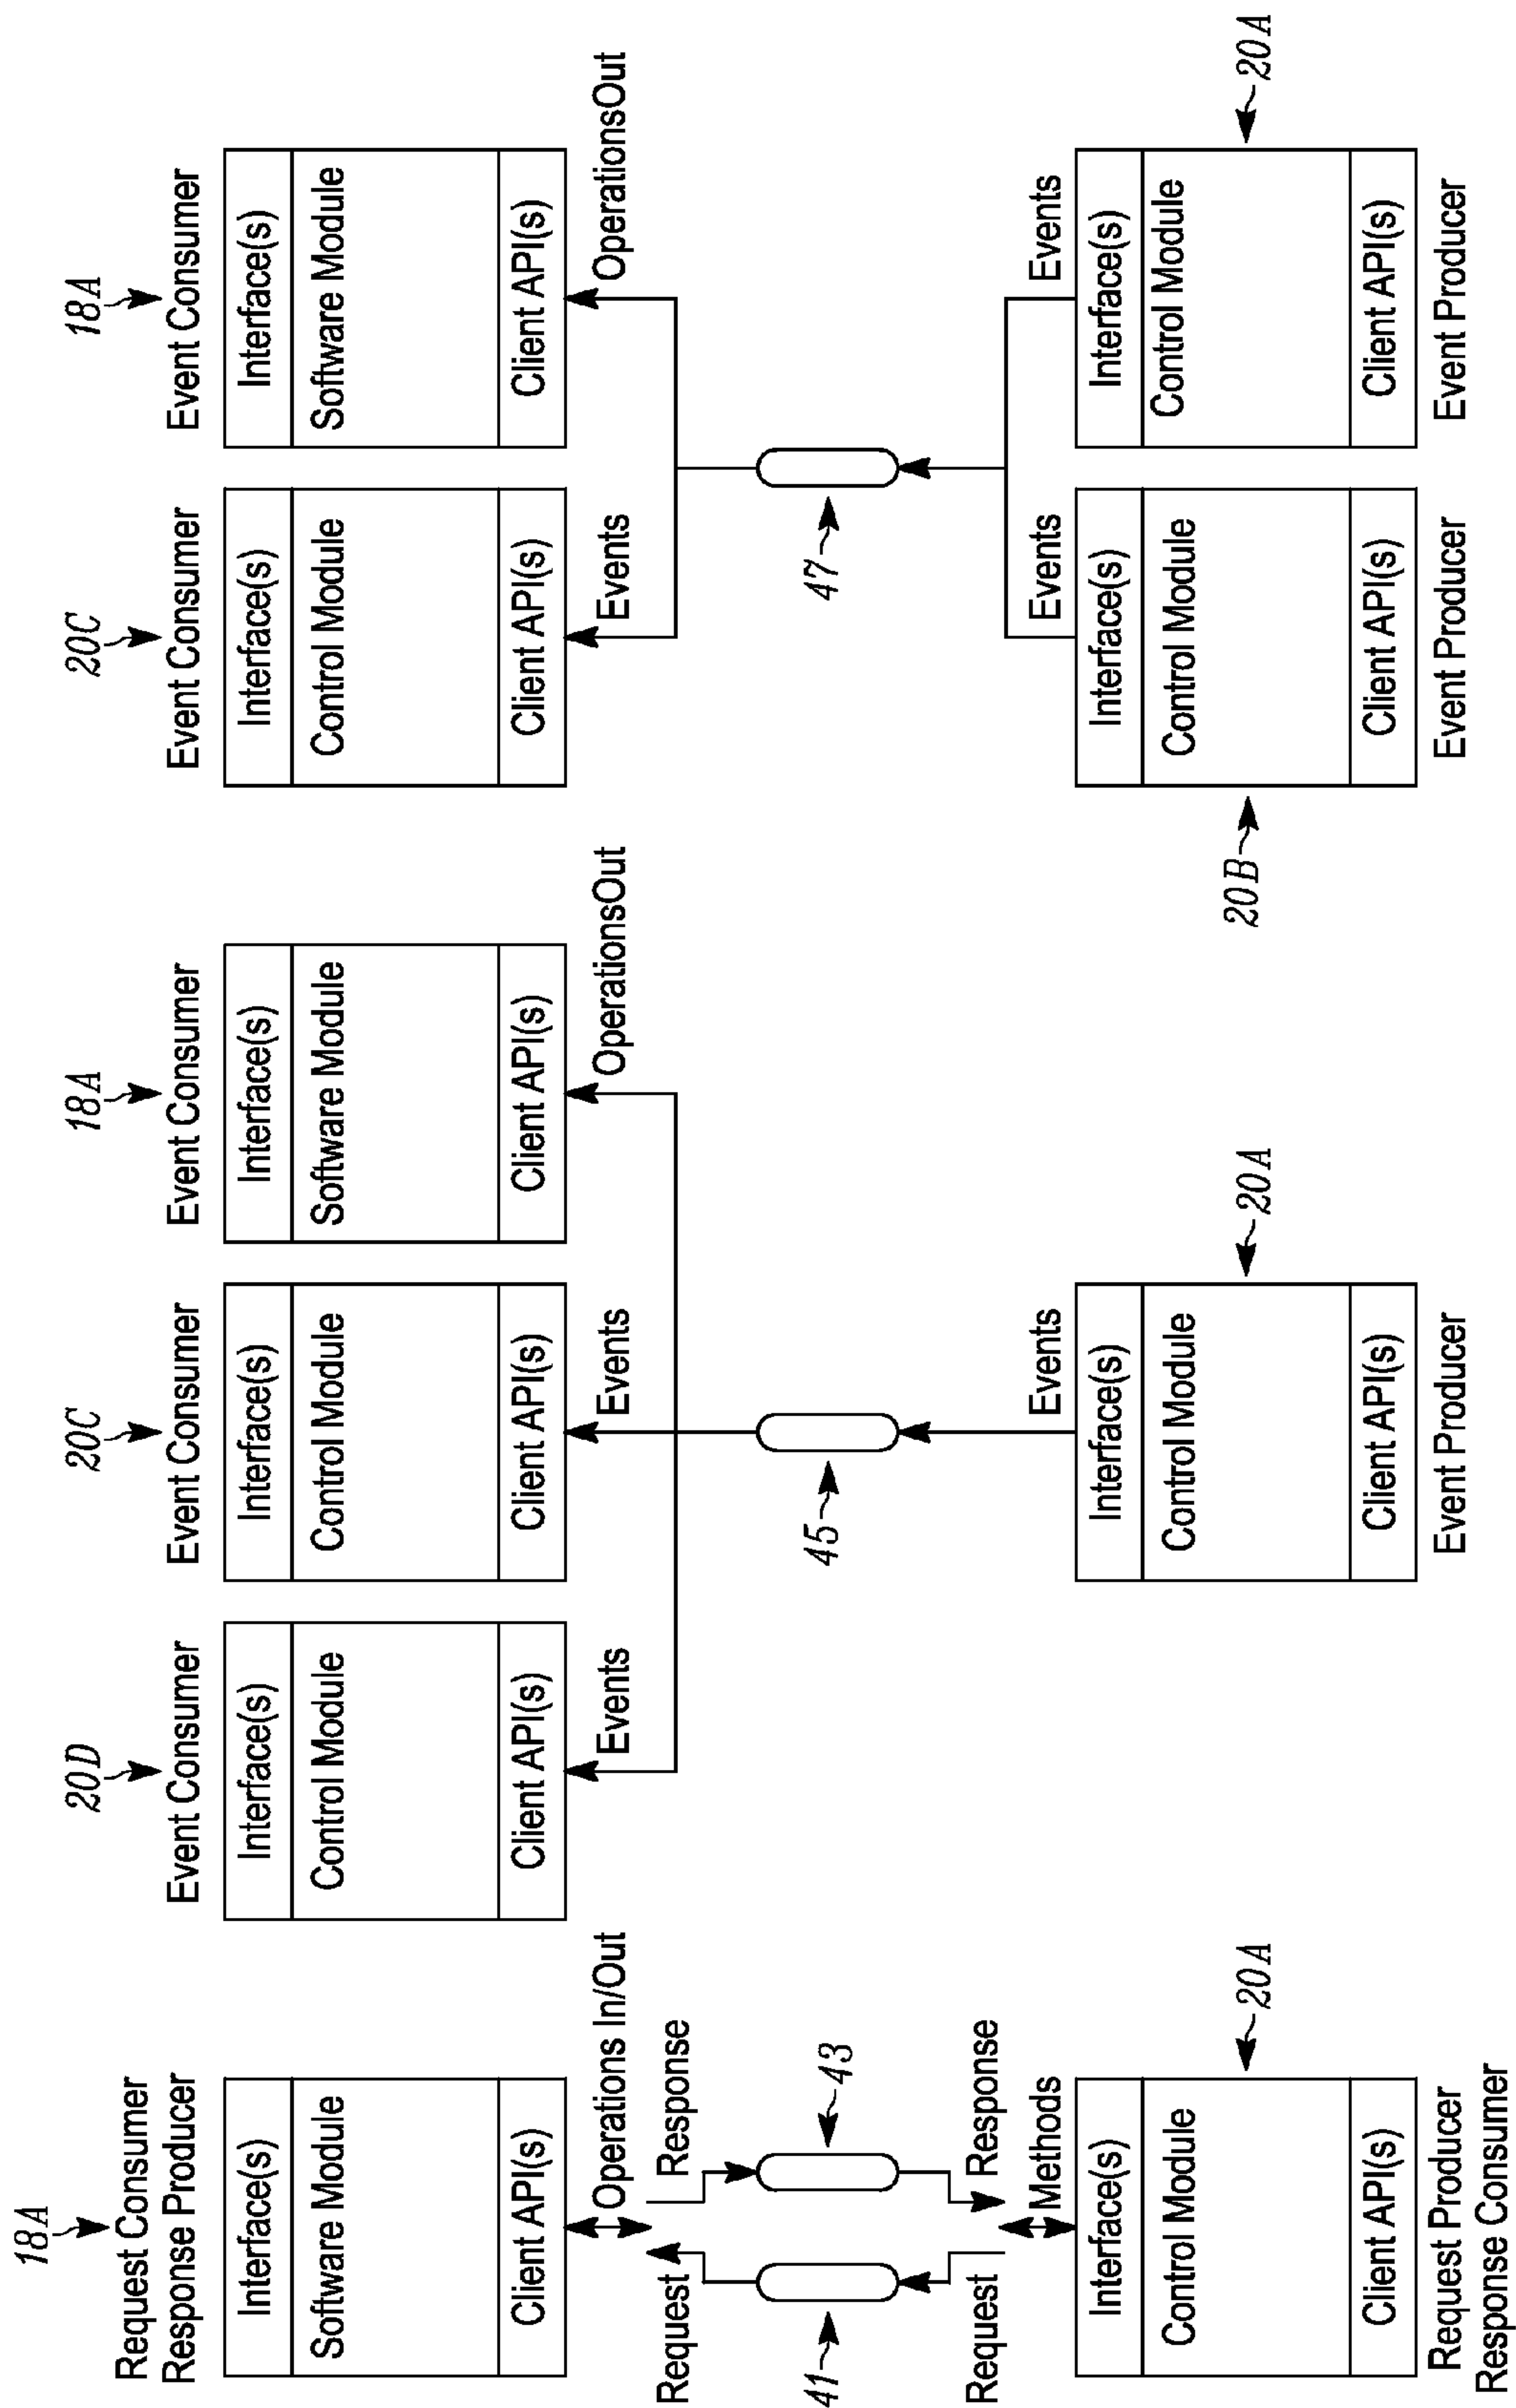 18A
Request Consumer
Response Producer
Interface(s)
Software Module
Client API(s)
Operations In/Out
Request
Response
41
43
Request
Response
Methods
Interface(s)
Control Module
Client API(s)
20A
Request Producer
Response Consumer
20D
Event Consumer
Interface(s)
Control Module
Client API(s)
Events
20C
Event Consumer
Interface(s)
Control Module
Client API(s)
Events
18A
Event Consumer
Interface(s)
Software Module
Client API(s)
OperationsOut
45
Events
Interface(s)
Control Module
Client API(s)
20A
Event Producer
20C
Event Consumer
Interface(s)
Control Module
Client API(s)
Events
18A
Event Consumer
Interface(s)
Software Module
Client API(s)
OperationsOut
47
Events
20B
Interface(s)
Control Module
Client API(s)
Event Producer
Events
Interface(s)
Control Module
Client API(s)
20A
Event Producer